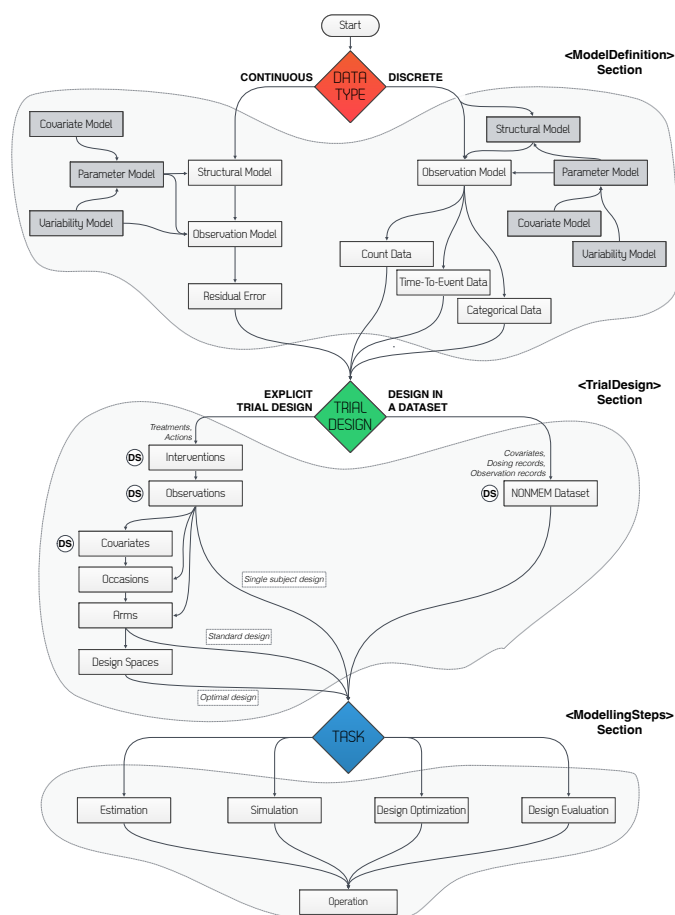 Start
<ModelDefinition>
Section
CONTINUOUS
DATA
TYPE
DISCRETE
Covariate Model
Parameter Model
Variability Model
Structural Model
Observation Model
Residual Error
Structural Model
Observation Model
Parameter Model
Covariate Model
Variability Model
Count Data
Time-To-Event Data
Categorical Data
<TrialDesign>
Section
EXPLICIT
TRIAL DESIGN
TRIAL
DESIGN
DESIGN IN
A DATASET
Treatments,
Actions
DS
Interventions
DS
Observations
Covariates,
Dosing records,
Observation records
DS
NONMEM Dataset
DS
Covariates
Occasions
Arms
Design Spaces
Single subject design
Standard design
Optimal design
<ModellingSteps>
Section
TASK
Estimation
Simulation
Design Optimization
Design Evaluation
Operation